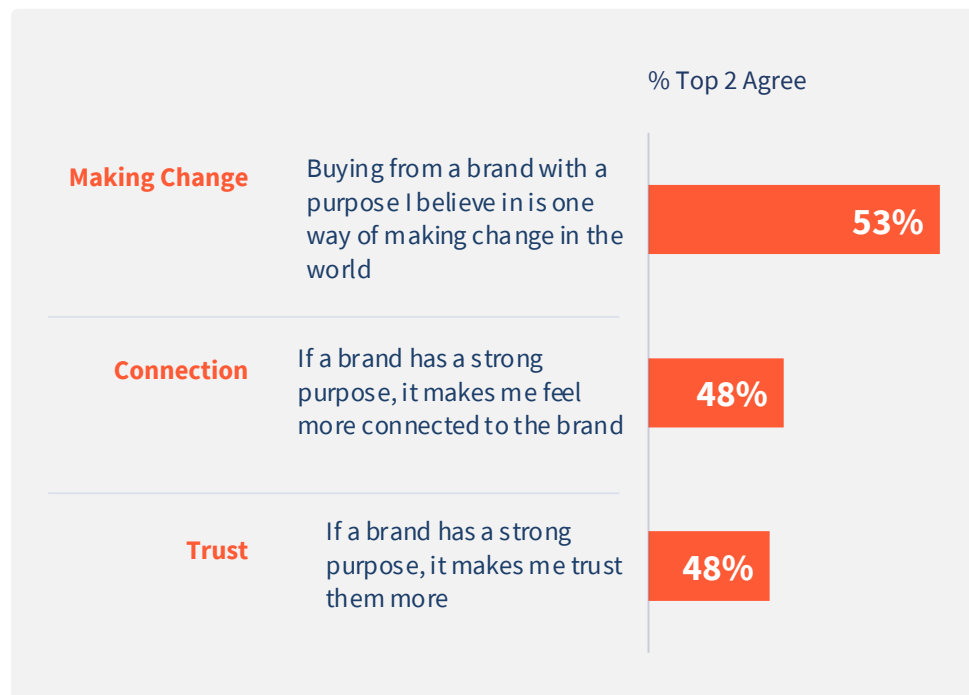 % Top 2 Agree
Making Change
Buying from a brand with a
purpose I believe in is one
way of making change in the
world
53%
Connection
If a brand has a strong
purpose, it makes me feel
more connected to the brand
48%
Trust
If a brand has a strong
purpose, it makes me trust
them more
48%